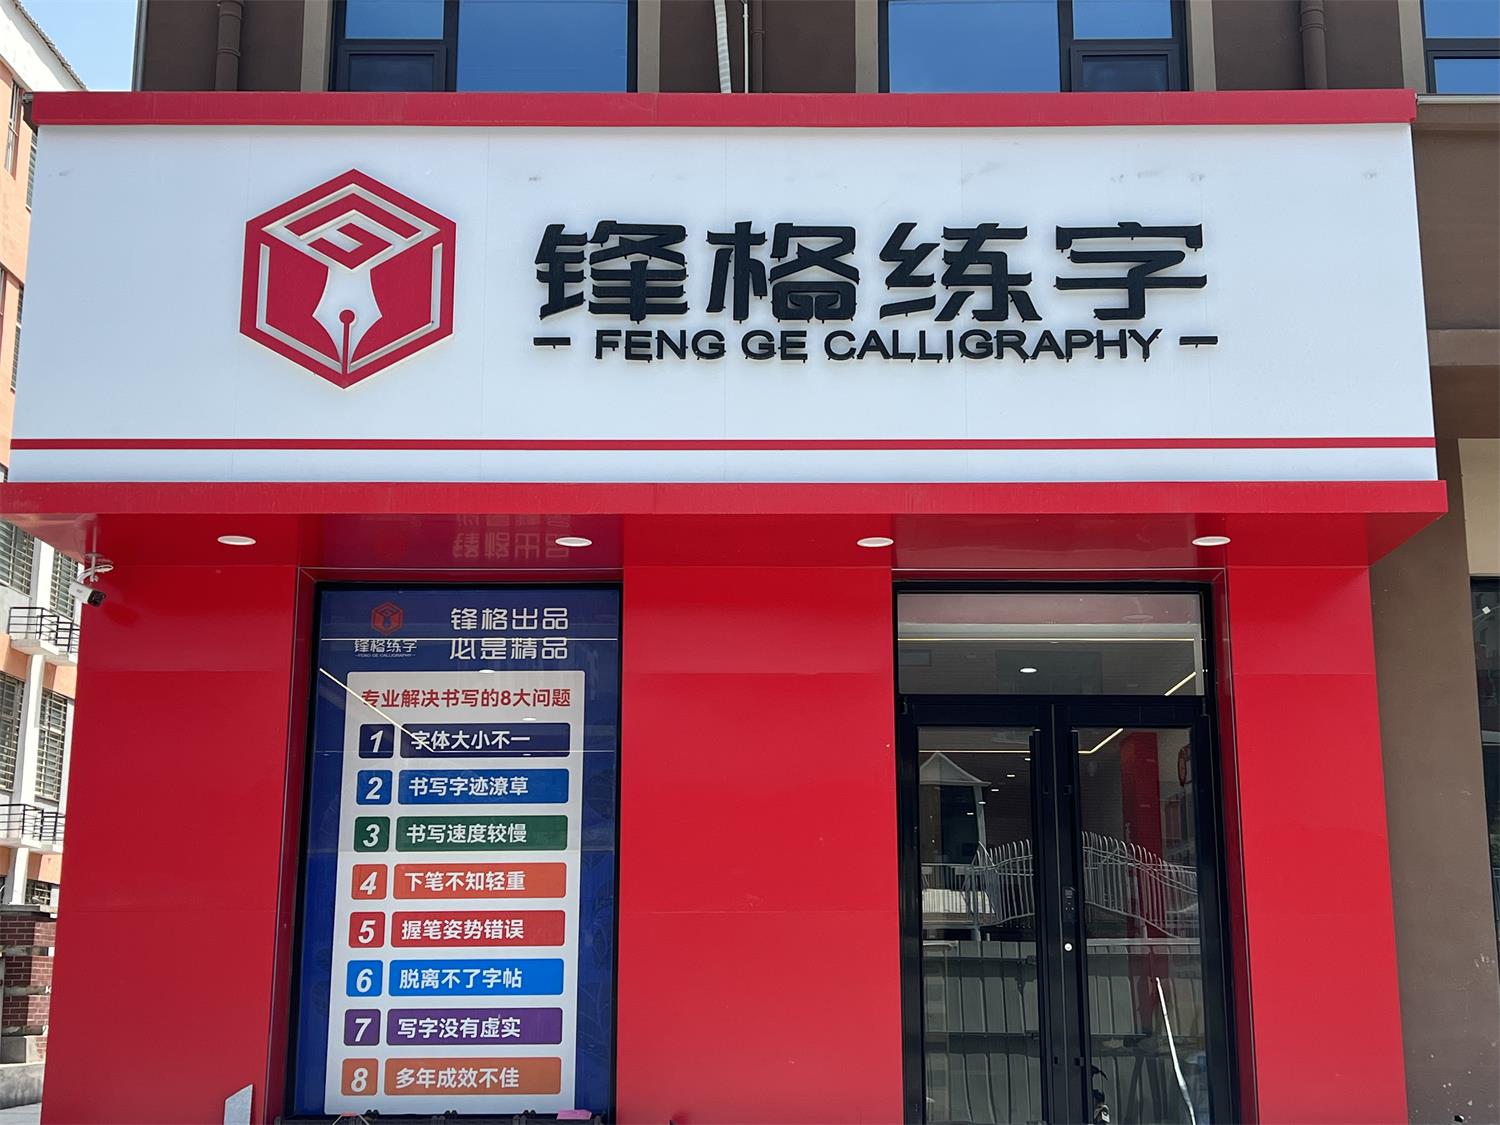 锋格练字
FENG GE CALLIGRAPHY
锋格练字
FENG GE CALLIGRAPHY
锋格出品
必是精品
专业解决书写的8大问题
1 字体大小不一
2 书写字迹潦草
3 书写速度较慢
4 下笔不知轻重
5 握笔姿势错误
6 脱离不了字帖
7 写字没有虚实
8 多年成效不佳